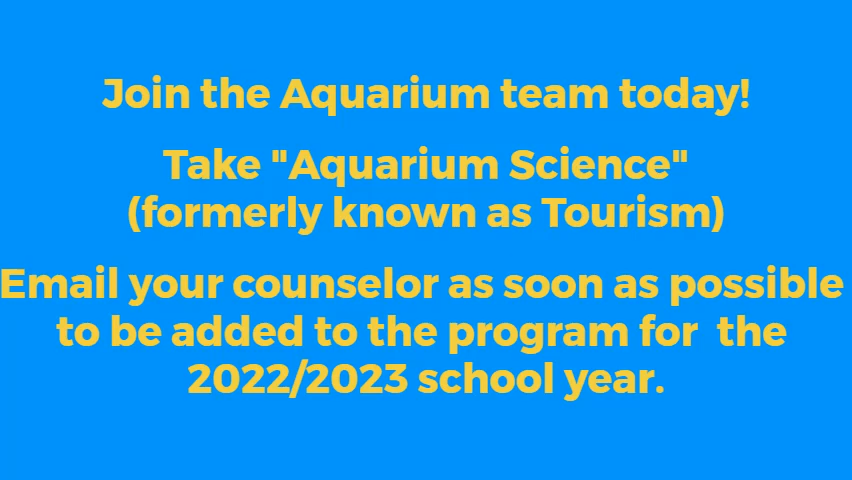 Join the Aquarium team today!
Take "Aquarium Science"
(formerly known as Tourism)
Email your counselor as soon as possible
to be added to the program for  the
2022/2023 school year.